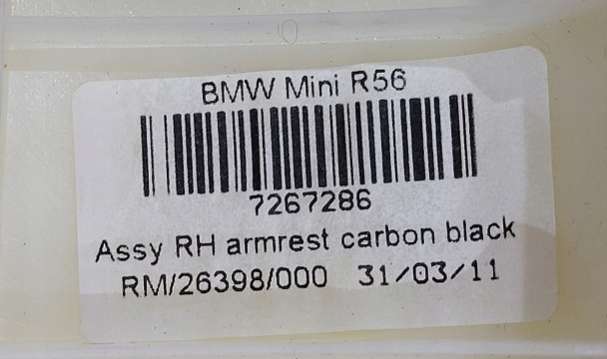 BMW Mini R56
7267286
Assy RH armrest carbon black
RM/26398/000 31/03/11